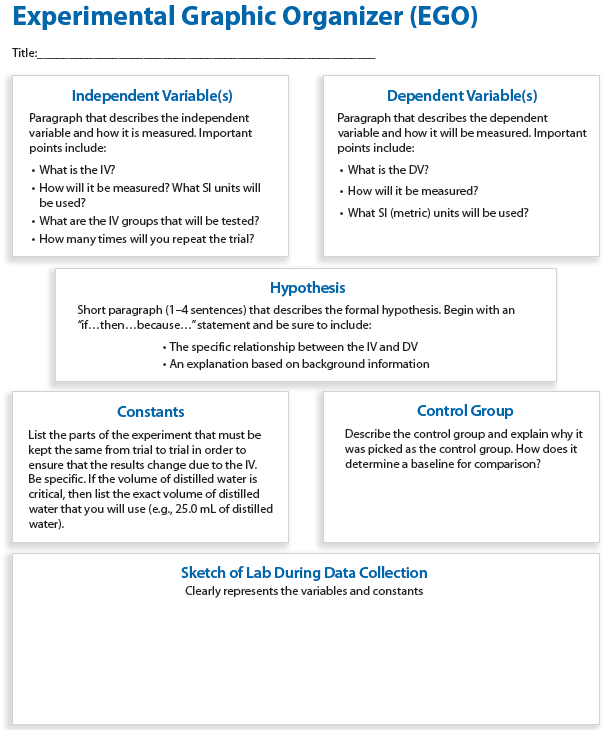 Experimental Graphic Organizer (EGO)
Title:____________________________________________________________
Independent Variable(s)
Paragraph that describes the independent
variable and how it is measured. Important
points include:
• What is the IV?
• How will it be measured? What SI units will
be used?
• What are the IV groups that will be tested?
• How many times will you repeat the trial?
Dependent Variable(s)
Paragraph that describes the dependent
variable and how it will be measured. Important
points include:
• What is the DV?
• How will it be measured?
• What SI (metric) units will be used?
Hypothesis
Short paragraph (1–4 sentences) that describes the formal hypothesis. Begin with an
“if…then…because…” statement and be sure to include:
• The specific relationship between the IV and DV
• An explanation based on background information
Constants
List the parts of the experiment that must be
kept the same from trial to trial in order to
ensure that the results change due to the IV.
Be specific. If the volume of distilled water is
critical, then list the exact volume of distilled
water that you will use (e.g., 25.0 mL of distilled
water).
Control Group
Describe the control group and explain why it
was picked as the control group. How does it
determine a baseline for comparison?
Sketch of Lab During Data Collection
Clearly represents the variables and constants